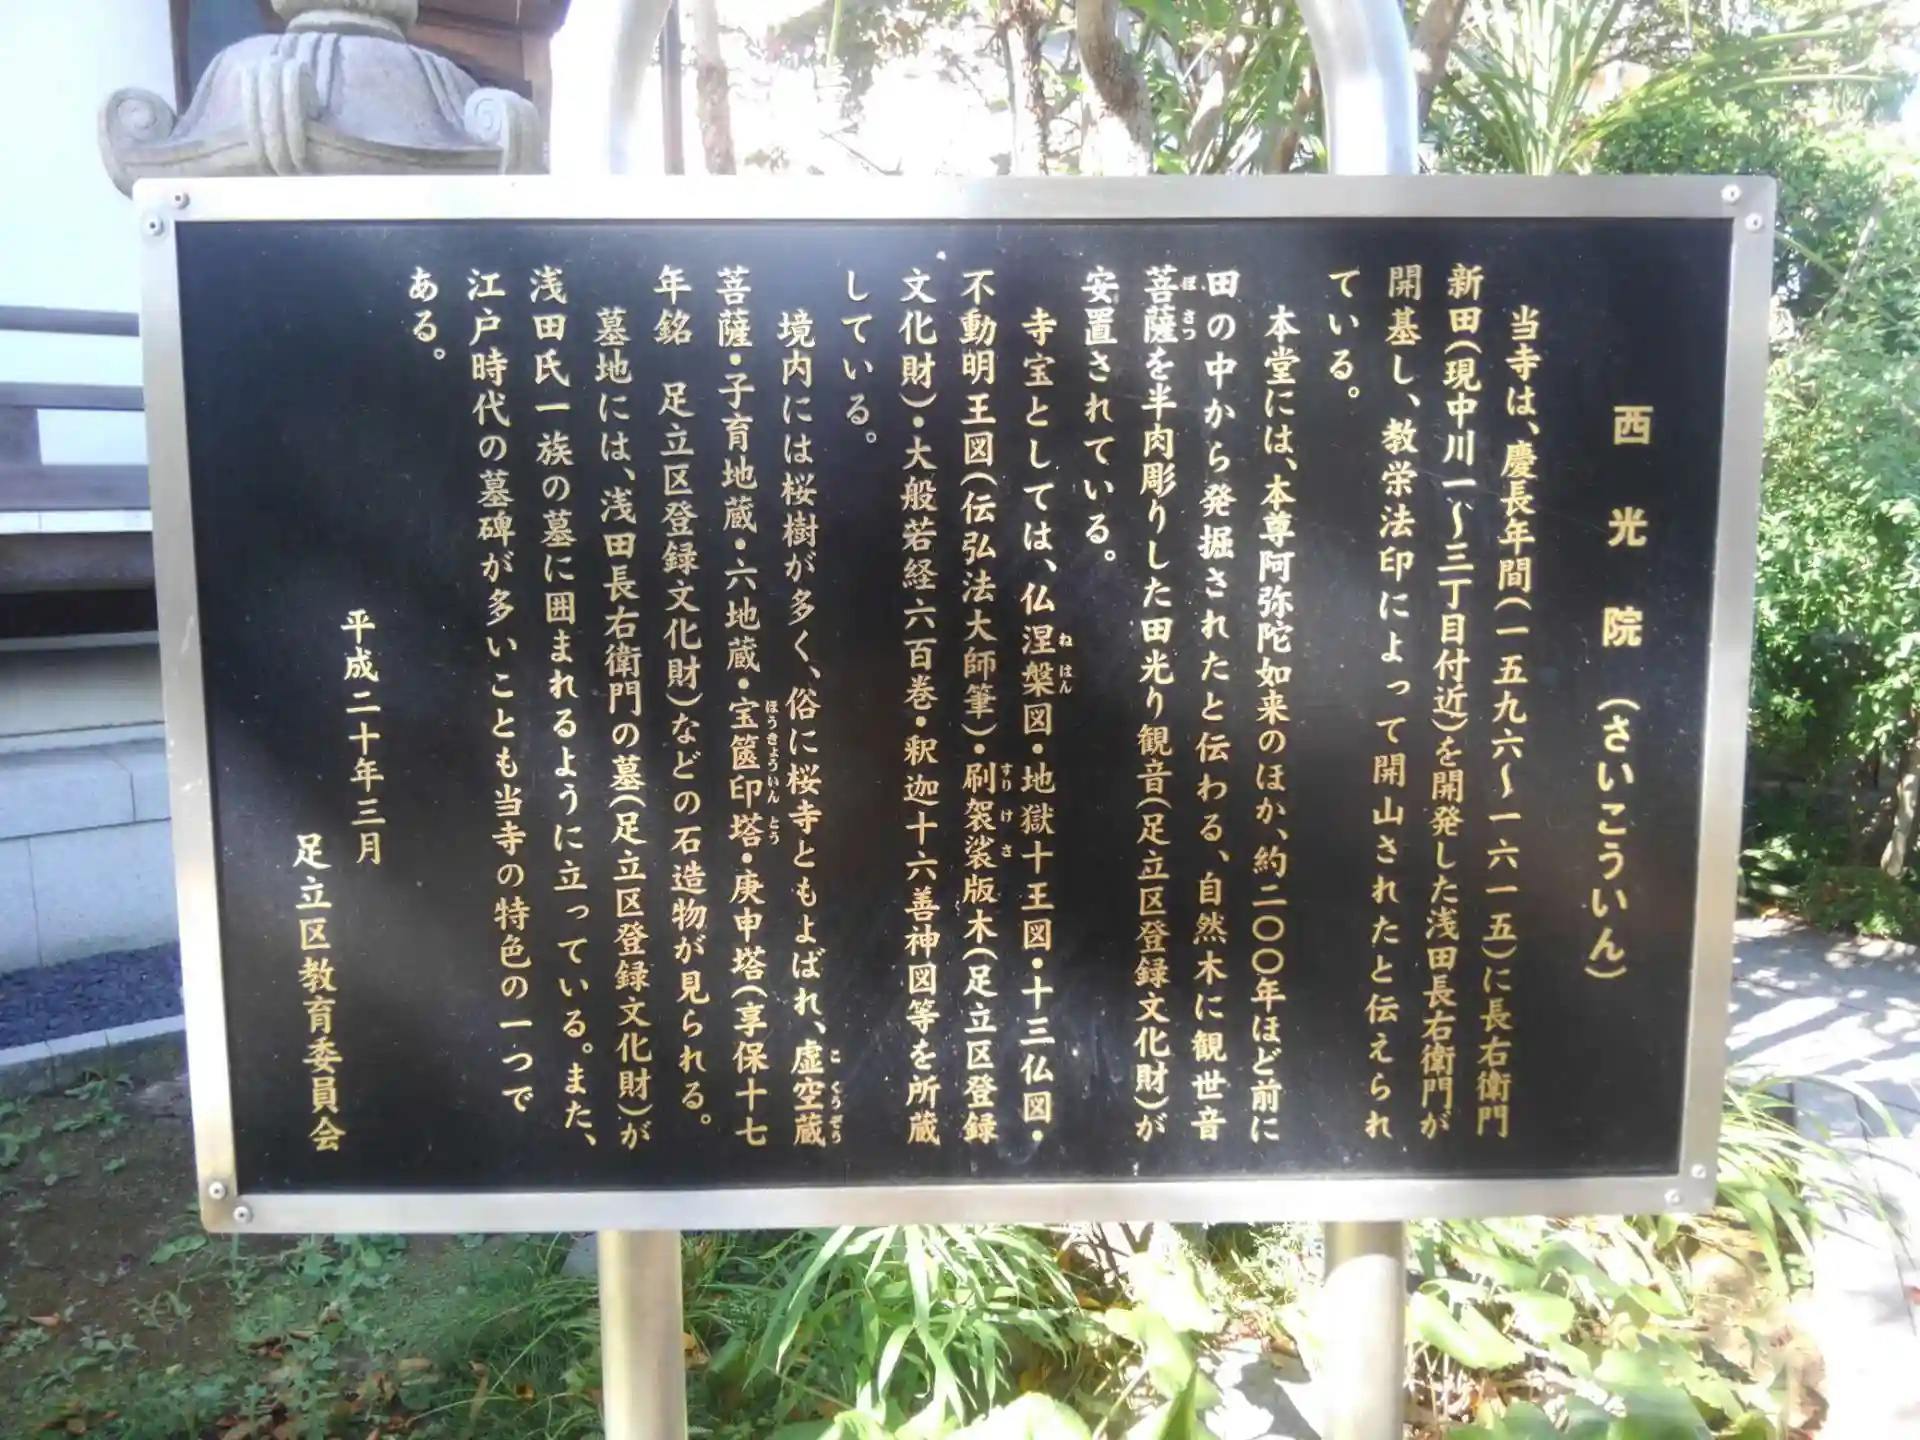 西光院（さいこういん）
当寺は、慶長年間（一五九六～一六一五）に長右衛門
新田（現中川一～三丁目付近）を開発した浅田長右衛門が
開基し、教栄法印によって開山されたと伝えられ
ている。
本堂には、本尊阿弥陀如来のほか、約二〇〇年ほど前に
田の中から発掘されたと伝わる、自然木に観世音
菩薩を半肉彫りした田光り観音（足立区登録文化財）が
安置されている。
寺宝としては、仏涅槃図・地獄十王図・十三仏図・
不動明王図（伝弘法大師筆）・刷袈裟版木（足立区登録
文化財）・大般若経六百巻・釈迦十六善神図等を所蔵
している。
境内には桜樹が多く、俗に桜寺ともよばれ、虚空蔵
菩薩・子育地蔵・六地蔵・宝篋印塔・庚申塔（享保十七
年銘　足立区登録文化財）などの石造物が見られる。
墓地には、浅田長右衛門の墓（足立区登録文化財）が
浅田氏一族の墓に囲まれるように立っている。また、
江戸時代の墓碑が多いことも当寺の特色の一つで
ある。
平成二十年三月
足立区教育委員会